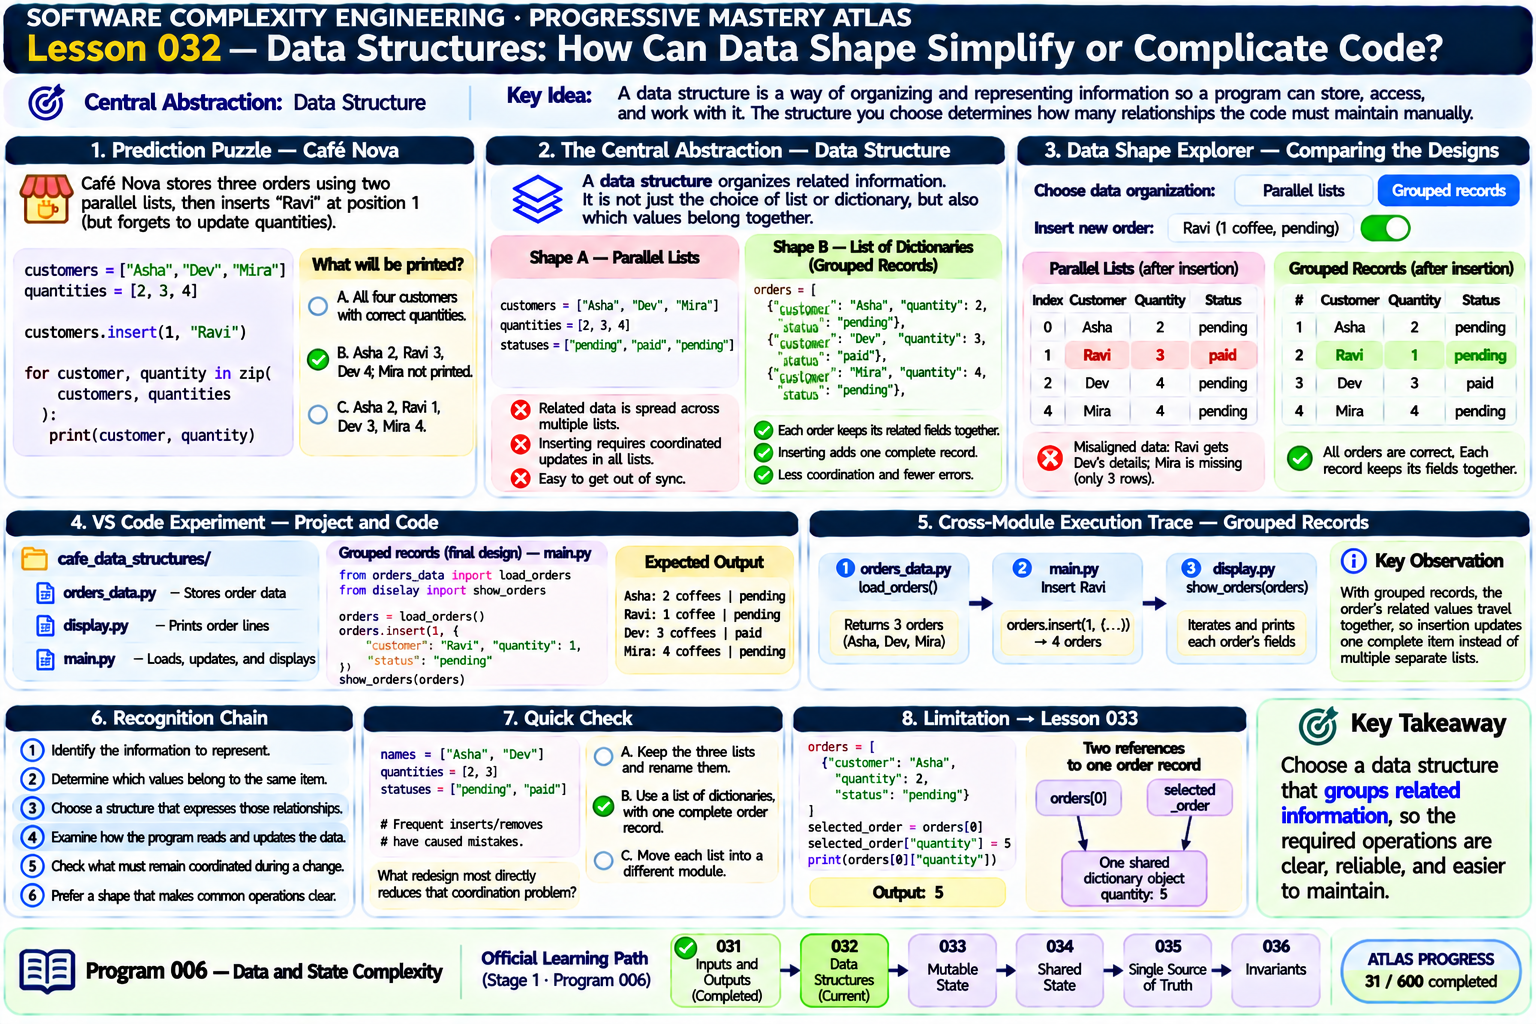 SOFTWARE COMPLEXITY ENGINEERING · PROGRESSIVE MASTERY ATLAS
Lesson 032 — Data Structures: How Can Data Shape Simplify or Complicate Code?
Central Abstraction: Data Structure
Key Idea:
A data structure is a way of organizing and representing information so a program can store, access,
and work with it. The structure you choose determines how many relationships the code must maintain manually.
1. Prediction Puzzle — Café Nova
Café Nova stores three orders using two
parallel lists, then inserts “Ravi” at position 1
(but forgets to update quantities).
customers = ["Asha", "Dev", "Mira"]
quantities = [2, 3, 4]
customers.insert(1, "Ravi")
for customer, quantity in zip(
customers, quantities
):
print(customer, quantity)
What will be printed?
A. All four customers
with correct quantities.
B. Asha 2, Ravi 3,
Dev 4; Mira not printed.
C. Asha 2, Ravi 1,
Dev 3, Mira 4.
2. The Central Abstraction — Data Structure
A data structure organizes related information.
It is not just the choice of list or dictionary, but also
which values belong together.
Shape A — Parallel Lists
customers = ["Asha", "Dev", "Mira"]
quantities = [2, 3, 4]
statuses = ["pending", "paid", "pending"]
Related data is spread across
multiple lists.
Inserting requires coordinated
updates in all lists.
Easy to get out of sync.
Shape B — List of Dictionaries
(Grouped Records)
orders = [
{"customer": "Asha", "quantity": 2,
"status": "pending"},
{"customer": "Dev", "quantity": 3,
"status": "paid"},
{"customer": "Mira", "quantity": 4,
"status": "pending"},
Each order keeps its related fields together.
Inserting adds one complete record.
Less coordination and fewer errors.
3. Data Shape Explorer — Comparing the Designs
Choose data organization:
Parallel lists
Grouped records
Insert new order:
Ravi (1 coffee, pending)
Parallel Lists (after insertion)
Index Customer Quantity Status
0 Asha 2 pending
1 Ravi 3 paid
2 Dev 4 pending
4 Mira 4 pending
Misaligned data: Ravi gets
Dev's details; Mira is missing
(only 3 rows).
Grouped Records (after insertion)
# Customer Quantity Status
1 Asha 2 pending
2 Ravi 1 pending
3 Dev 3 paid
4 Mira 4 pending
All orders are correct. Each
record keeps its fields together.
4. VS Code Experiment — Project and Code
cafe_data_structures/
orders_data.py — Stores order data
display.py — Prints order lines
main.py — Loads, updates, and displays
Grouped records (final design) — main.py
from orders_data import load_orders
from diselay import show_orders
orders = load_orders()
orders.insert(1, {
"customer": "Ravi", "quantity": 1,
"status": "pending"
})
show_orders(orders)
Expected Output
Asha: 2 coffees | pending
Ravi: 1 coffee | pending
Dev: 3 coffees | paid
Mira: 4 coffees | pending
5. Cross-Module Execution Trace — Grouped Records
1 orders_data.py
load_orders()
Returns 3 orders
(Asha, Dev, Mira)
2 main.py
Insert Ravi
orders.insert(1, {...})
→ 4 orders
3 display.py
show_orders(orders)
Iterates and prints
each order's fields
Key Observation
With grouped records, the
order's related values travel
together, so insertion updates
one complete item instead of
multiple separate lists.
6. Recognition Chain
1 Identify the information to represent.
2 Determine which values belong to the same item.
3 Choose a structure that expresses those relationships.
4 Examine how the program reads and updates the data.
5 Check what must remain coordinated during a change.
6 Prefer a shape that makes common operations clear.
7. Quick Check
names = ["Asha", "Dev"]
quantities = [2, 3]
statuses = ["pending", "paid"]
# Frequent inserts/removes
# have caused mistakes.
What redesign most directly
reduces that coordination problem?
A. Keep the three lists
and rename them.
B. Use a list of dictionaries,
with one complete order
record.
C. Move each list into a
different module.
8. Limitation → Lesson 033
orders = [
{"customer": "Asha",
"quantity": 2,
"status": "pending"}
]
selected_order = orders[0]
selected_order["quantity"] = 5
print(orders[0]["quantity"])
Output: 5
Two references
to one order record
orders[0]
selected
_order
One shared
dictionary object
quantity: 5
Key Takeaway
Choose a data structure
that groups related
information, so the
required operations are
clear, reliable, and easier
to maintain.
Program 006 — Data and State Complexity
Official Learning Path
(Stage 1 · Program 006)
031
Inputs and
Outputs
(Completed)
032
Data
Structures
(Current)
033
Mutable
State
034
Shared
State
035
Single Source
of Truth
036
Invariants
ATLAS PROGRESS
31 / 600 completed